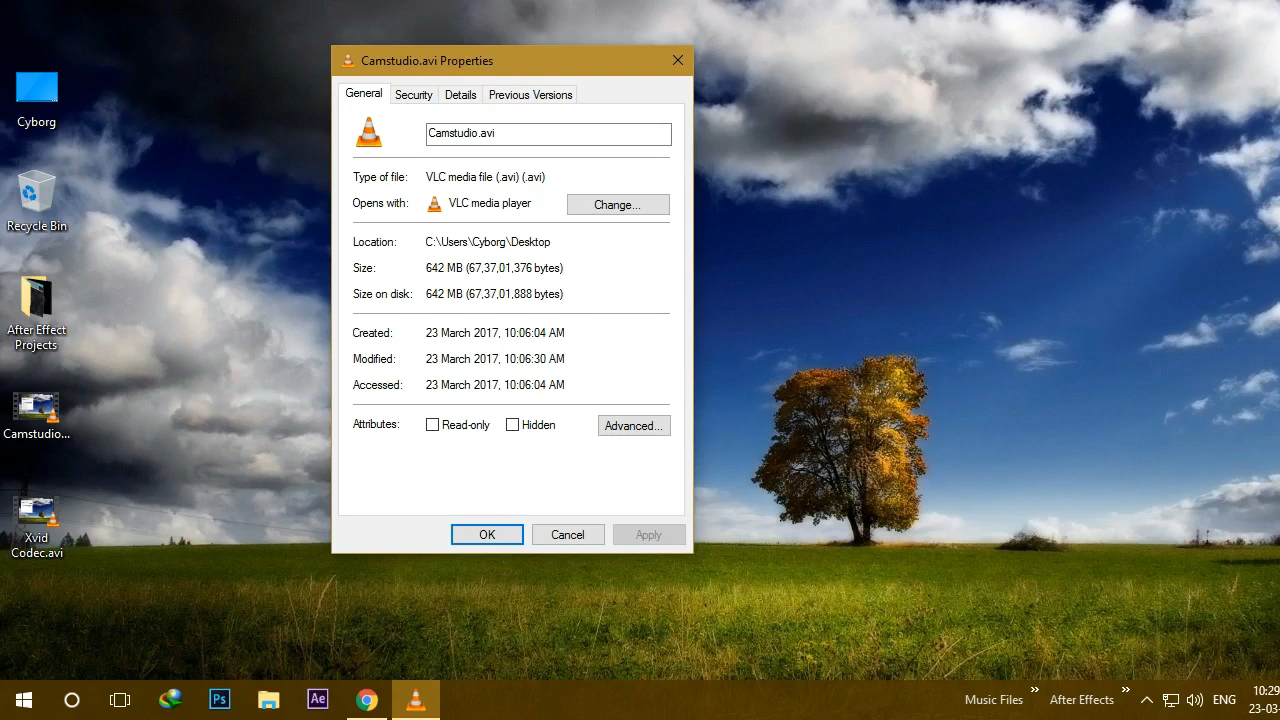 Cyborg
Recycle Bin
After Effect
Projects
Camstudio...
Xvid
Codec.avi
Camstudio.avi Properties
General Security Details Previous Versions
Camstudio.avi
Type of file: VLC media file (.avi) (.avi)
Opens with: VLC media player Change...
Location: C:\Users\Cyborg\Desktop
Size: 642 MB (67,37,01,376 bytes)
Size on disk: 642 MB (67,37,01,888 bytes)
Created: 23 March 2017, 10:06:04 AM
Modified: 23 March 2017, 10:06:30 AM
Accessed: 23 March 2017, 10:06:04 AM
Attributes: Read-only Hidden Advanced...
OK Cancel Apply
Ps Ae Music Files » After Effects » ENG 10:29
23-03-